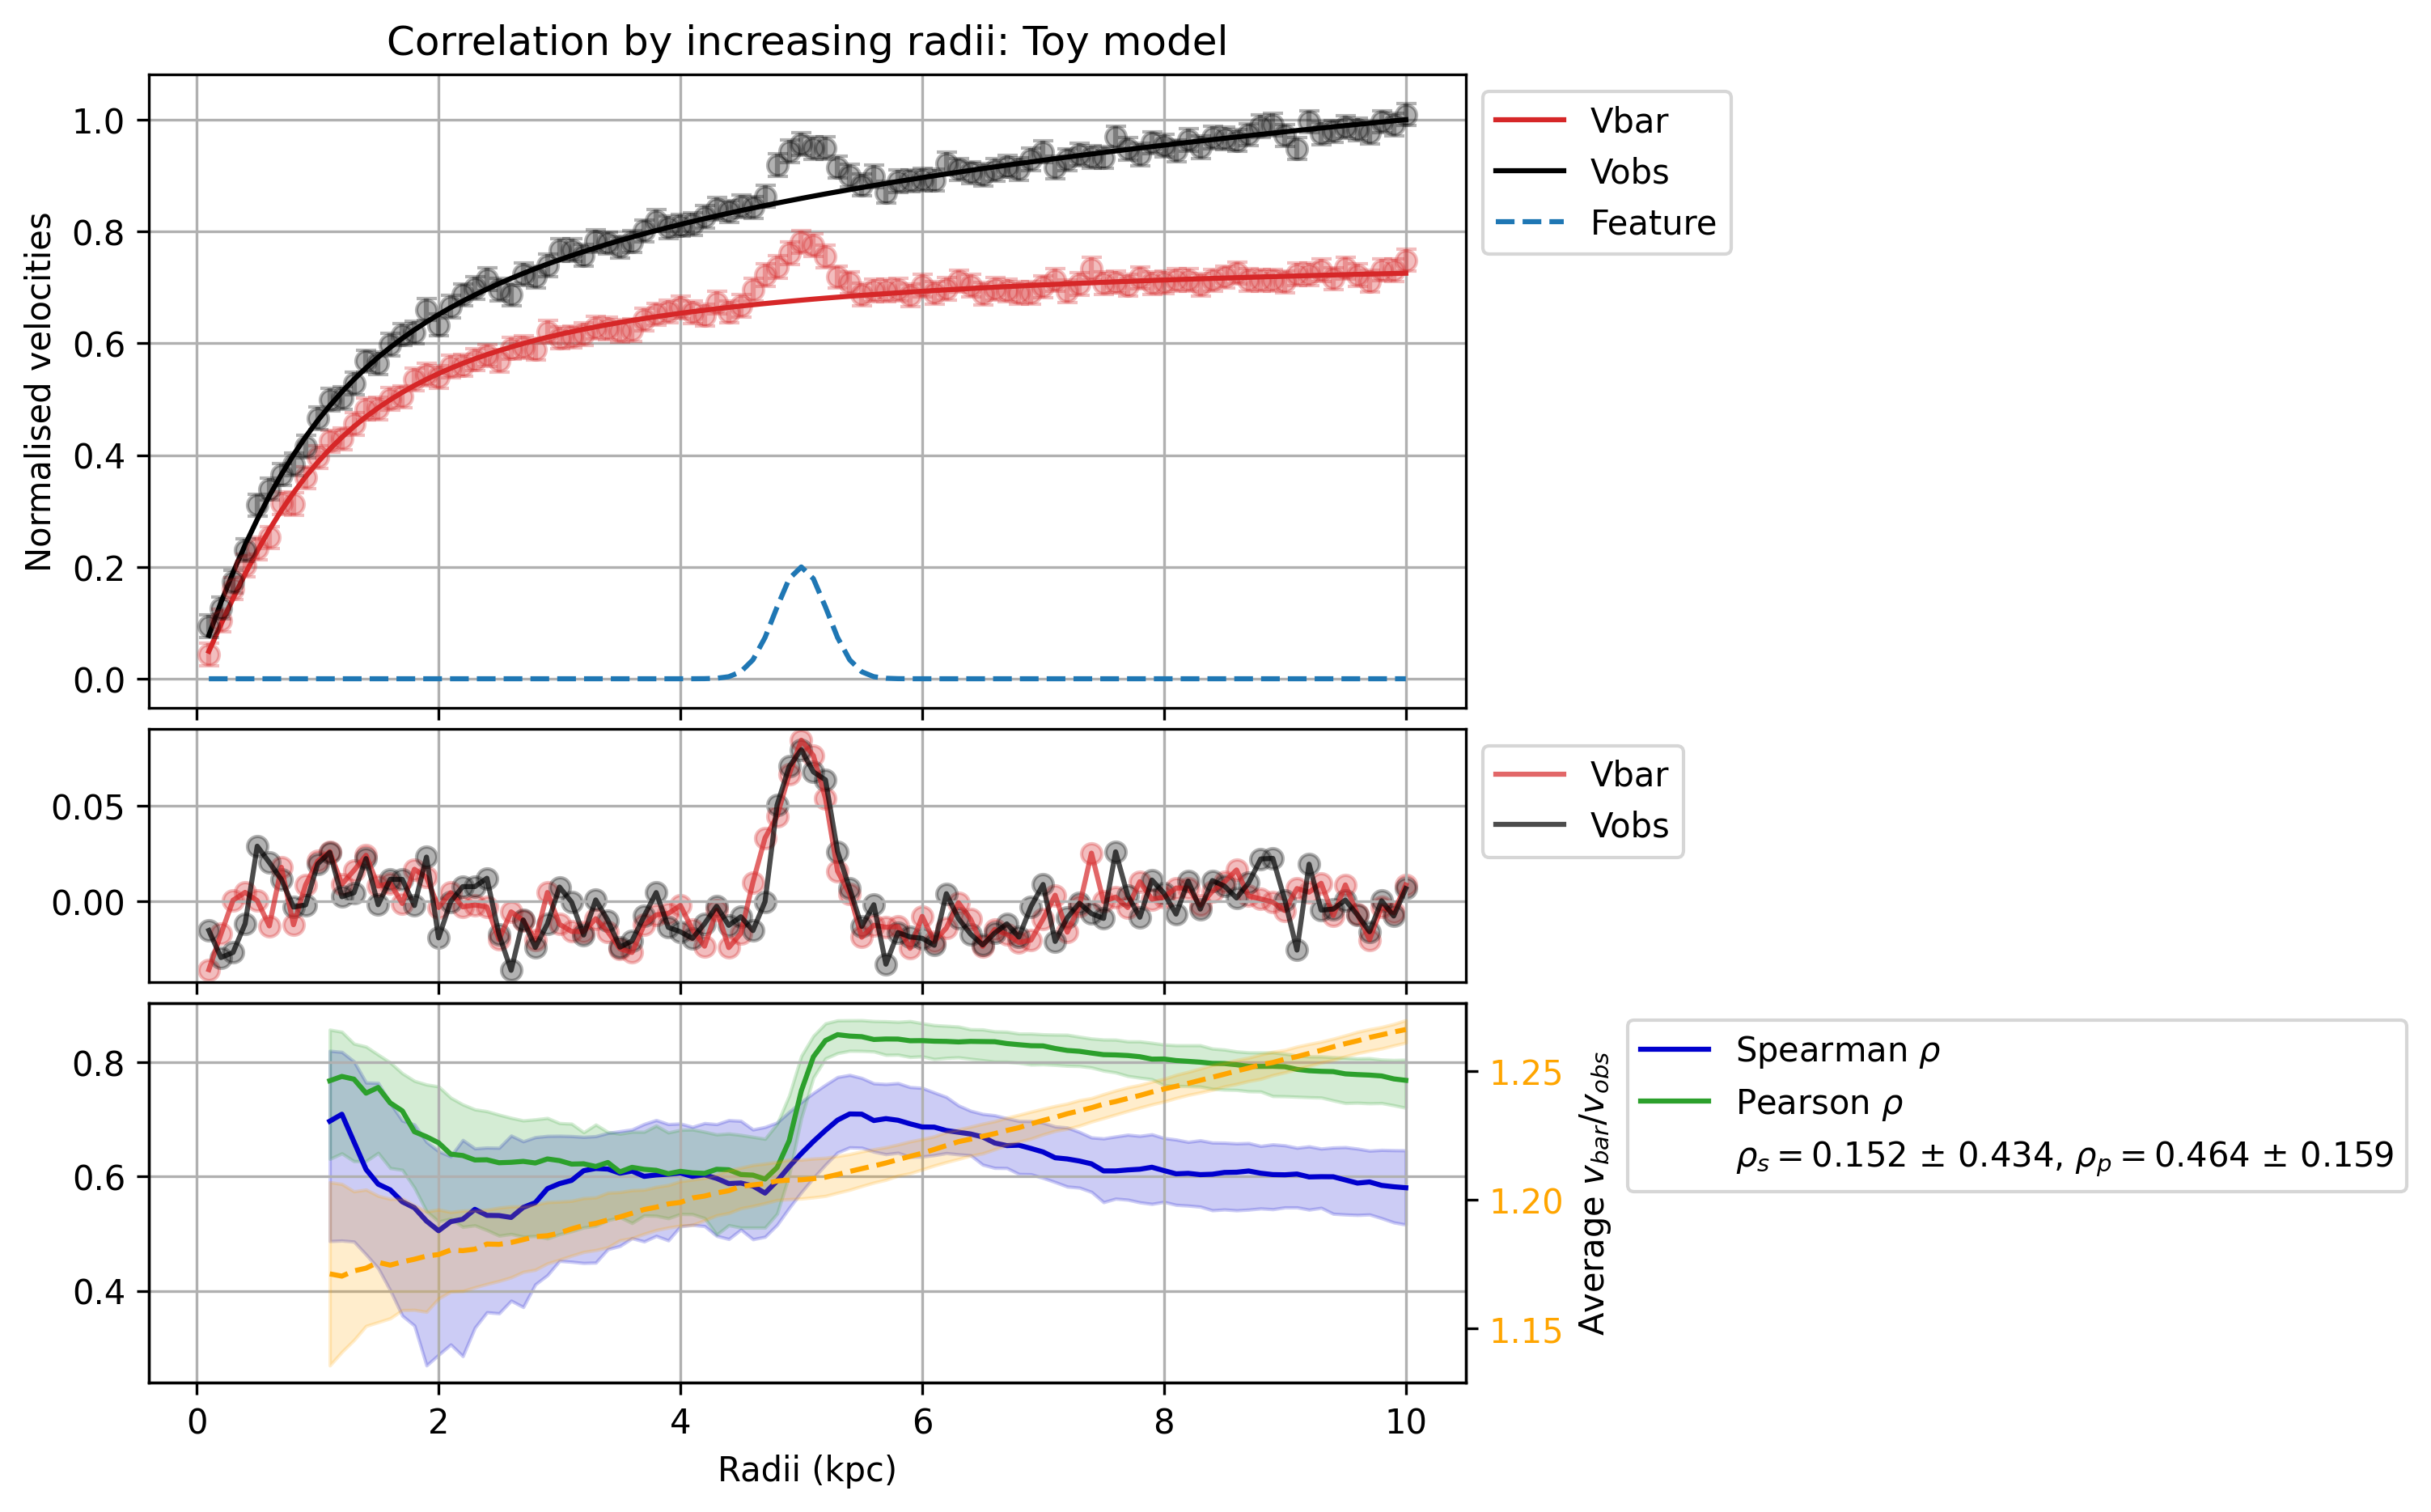 Correlation by increasing radii: Toy model
Normalised velocities
1.0
0.8
0.6
0.4
0.2
0.0
Vbar
Vobs
Feature
0.05
0.00
Vbar
Vobs
0.8
0.6
0.4
1.25
1.20
1.15
Average v_bar/v_obs
Spearman ρ
Pearson ρ
ρ_s = 0.152 ± 0.434, ρ_p = 0.464 ± 0.159
0 2 4 6 8 10
Radii (kpc)